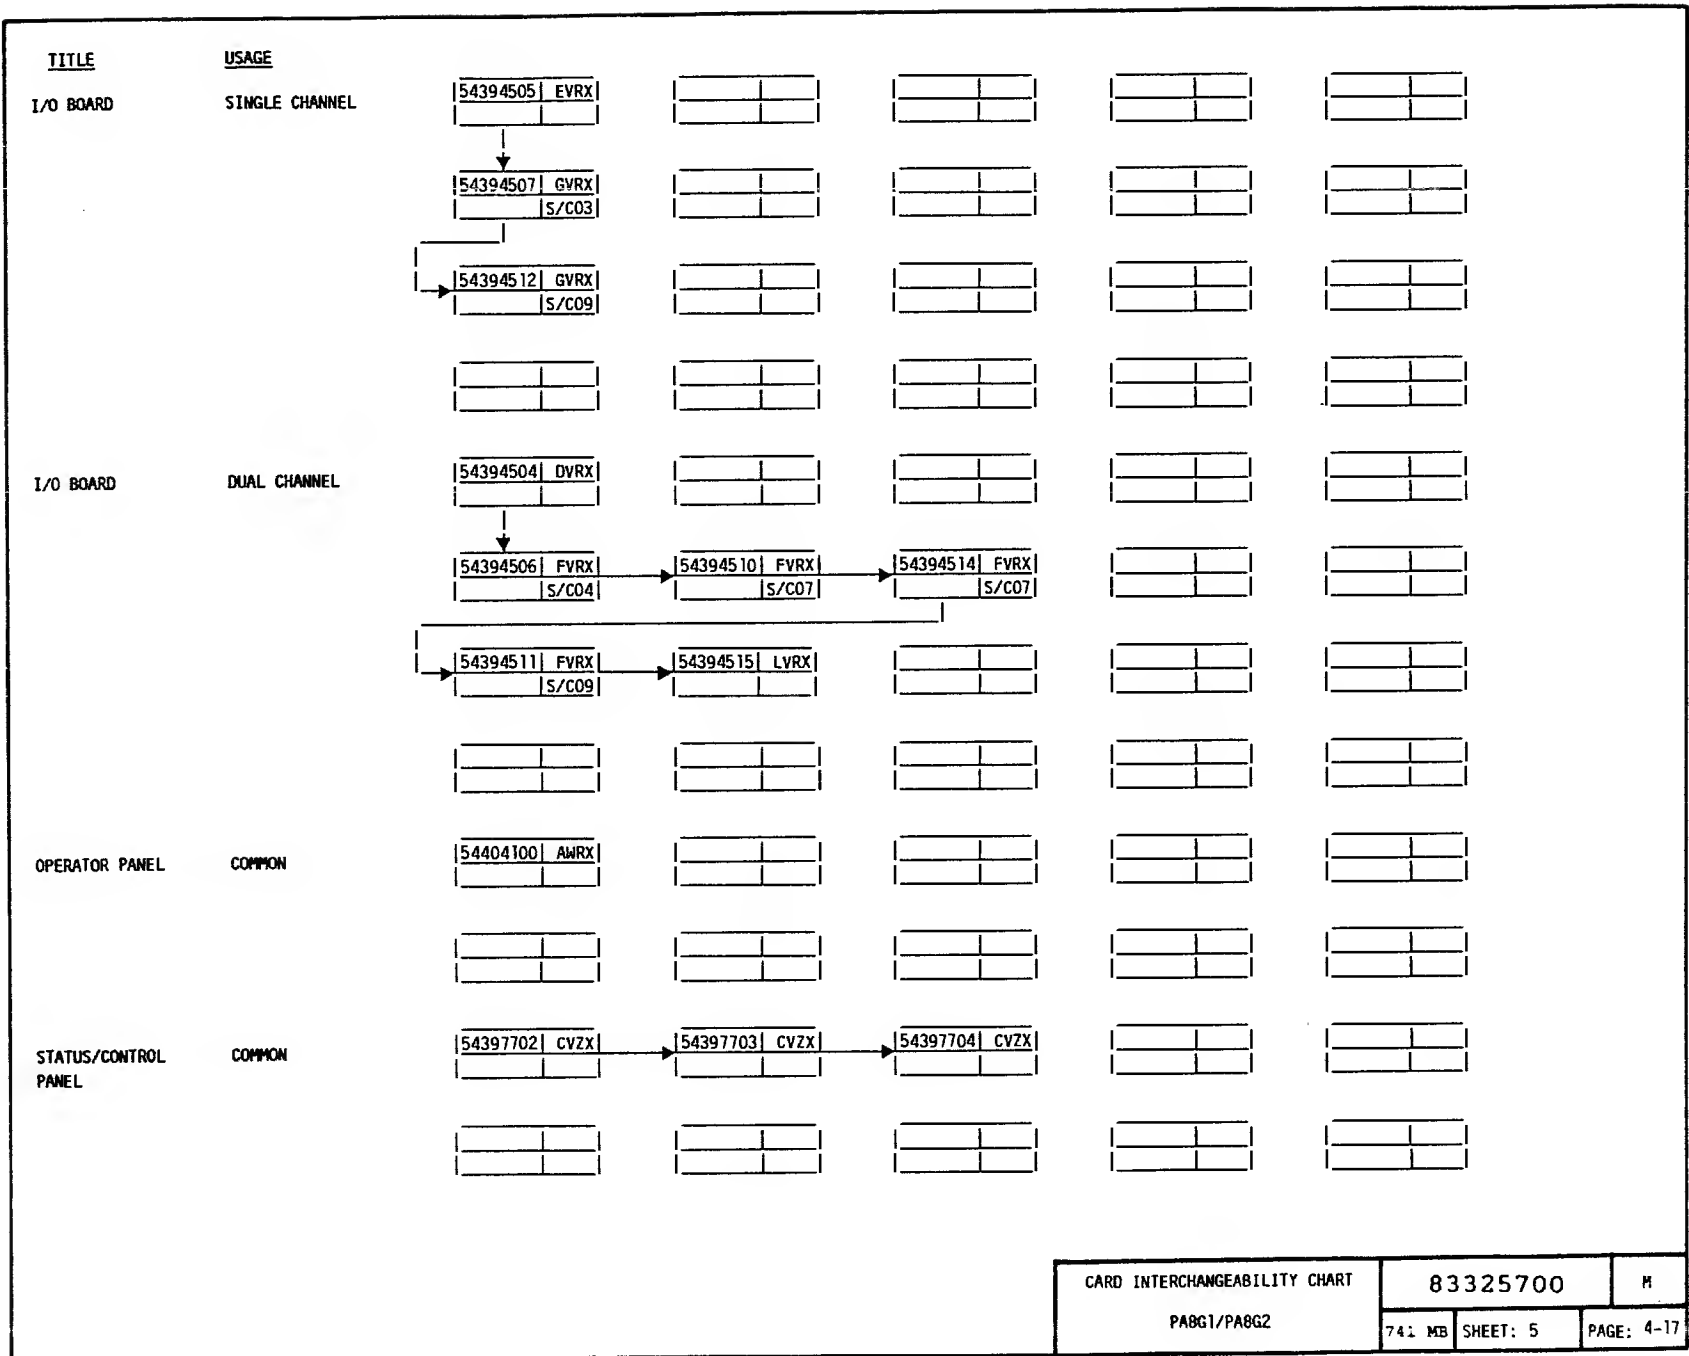 TITLE USAGE
I/O BOARD SINGLE CHANNEL 54394505 EVRX
54394507 GVRX
S/C03
54394512 GVRX
S/C09
I/O BOARD DUAL CHANNEL 54394504 DVRX
54394506 FVRX 54394510 FVRX 54394514 FVRX
S/C04 S/C07 S/C07
54394511 FVRX 54394515 LVRX
S/C09
OPERATOR PANEL COMMON 54404100 AWRX
STATUS/CONTROL COMMON 54397702 CVZX 54397703 CVZX 54397704 CVZX
PANEL
CARD INTERCHANGEABILITY CHART 83325700 M
PA8G1/PA8G2
741 MB SHEET: 5 PAGE: 4-17